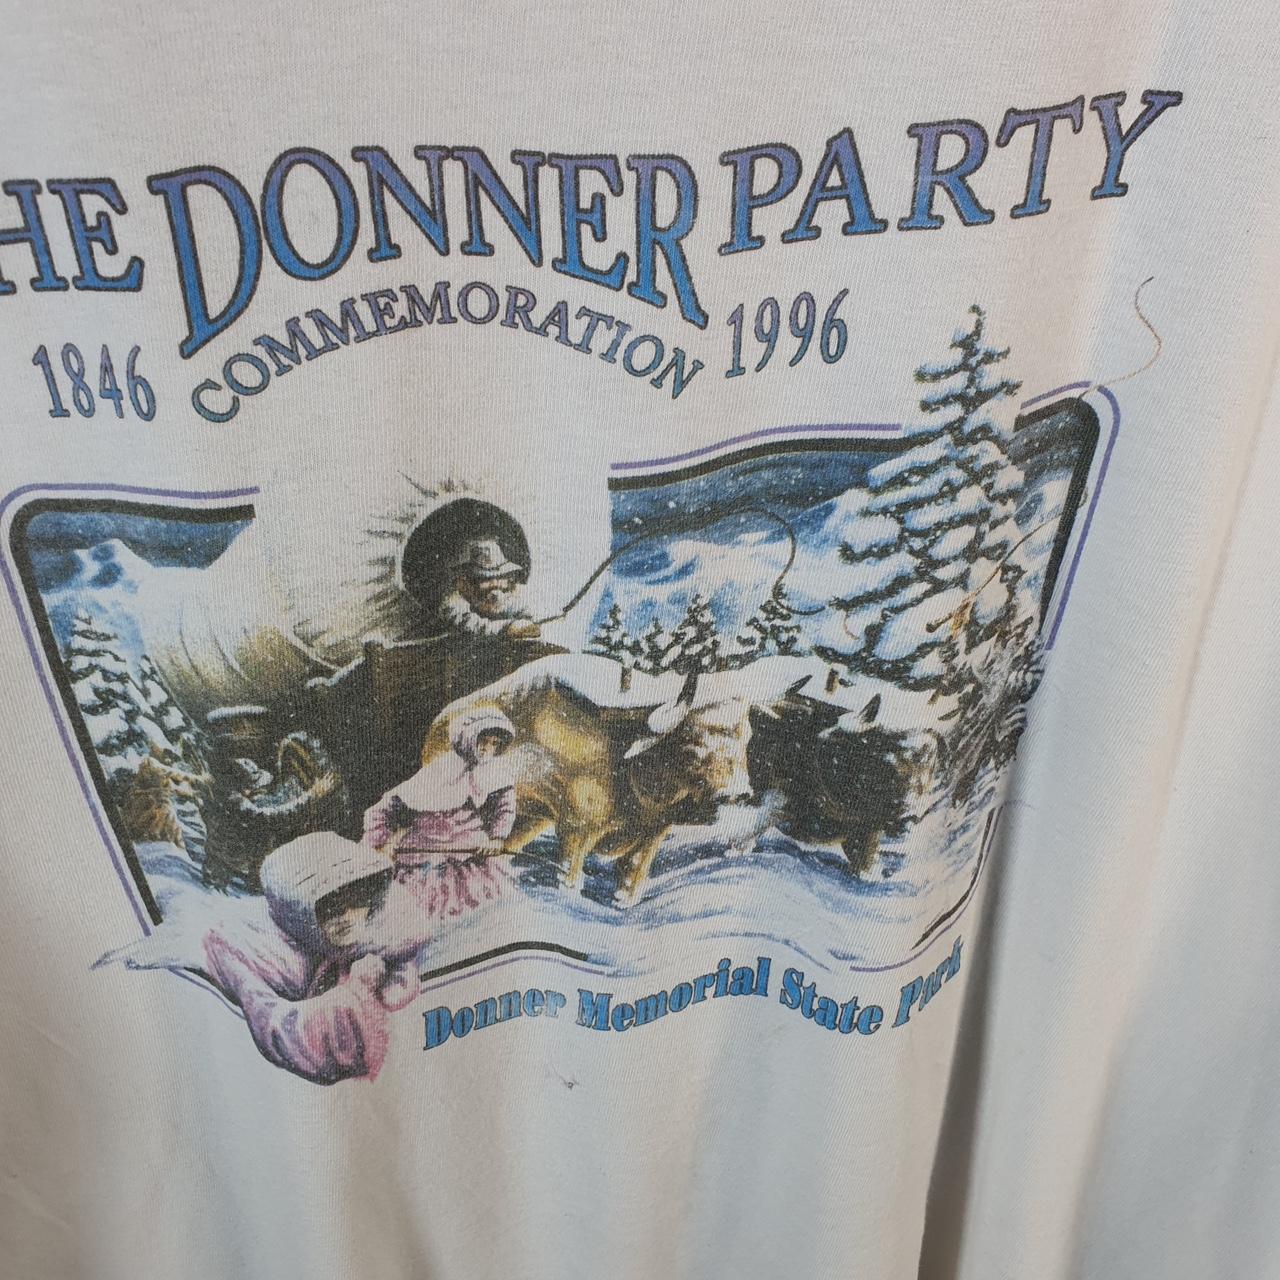 HE DONNER PARTY
COMMEMORATION
1846 1996
Donner Memorial State Park